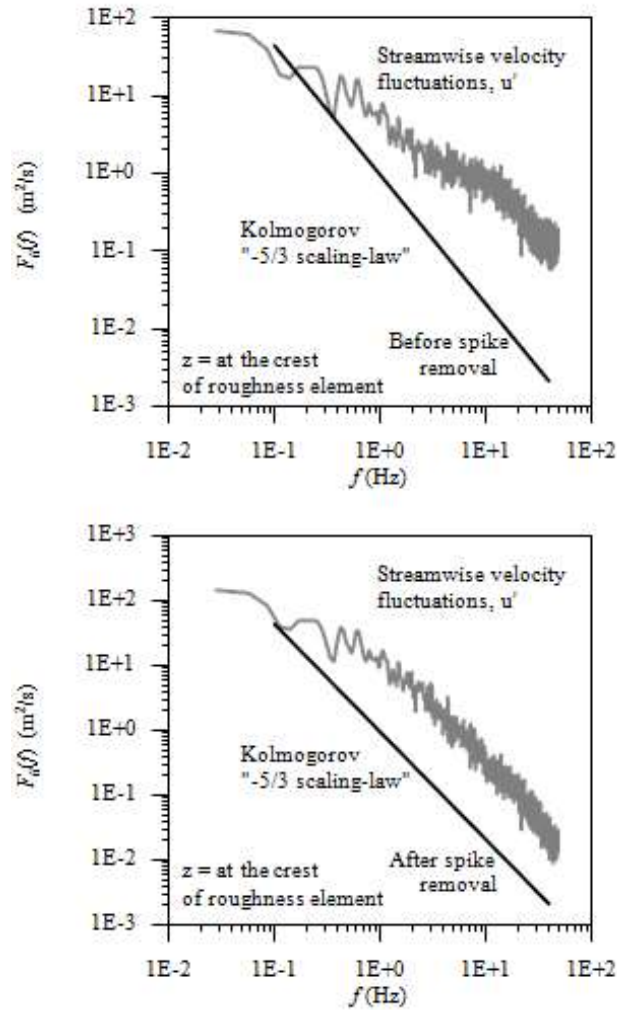 1E+2
1E+1
1E+0
1E-1
1E-2
1E-3
Fu(f) (m²/s)
Streamwise velocity
fluctuations, u'
Kolmogorov
"-5/3 scaling-law"
Before spike
removal
z = at the crest
of roughness element
1E-2 1E-1 1E+0 1E+1 1E+2
f (Hz)
1E+3
1E+2
1E+1
1E+0
1E-1
1E-2
1E-3
Fu(f) (m²/s)
Streamwise velocity
fluctuations, u'
Kolmogorov
"-5/3 scaling-law"
After spike
removal
z = at the crest
of roughness element
1E-2 1E-1 1E+0 1E+1 1E+2
f (Hz)